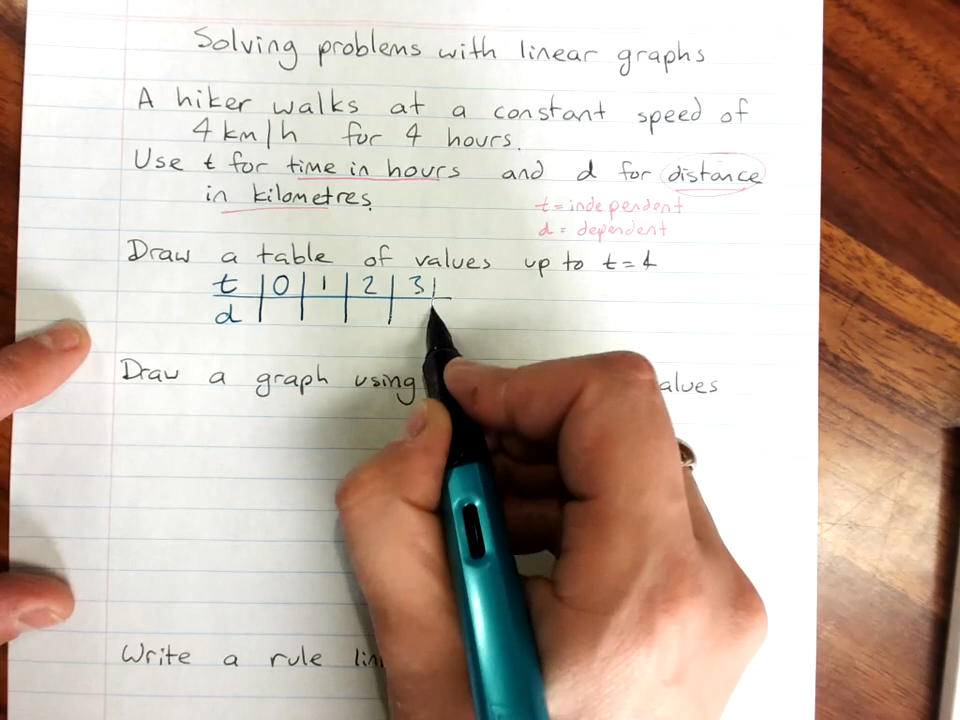 Solving problems with linear graphs
A hiker walks at a constant speed of
4 km/h for 4 hours.
Use t for time in hours and d for distance
in kilometres.
t = independent
d = dependent
Draw a table of values up to t = 4
t | 0 | 1 | 2 | 3 |
d | | | |
Draw a graph using
Write a rule